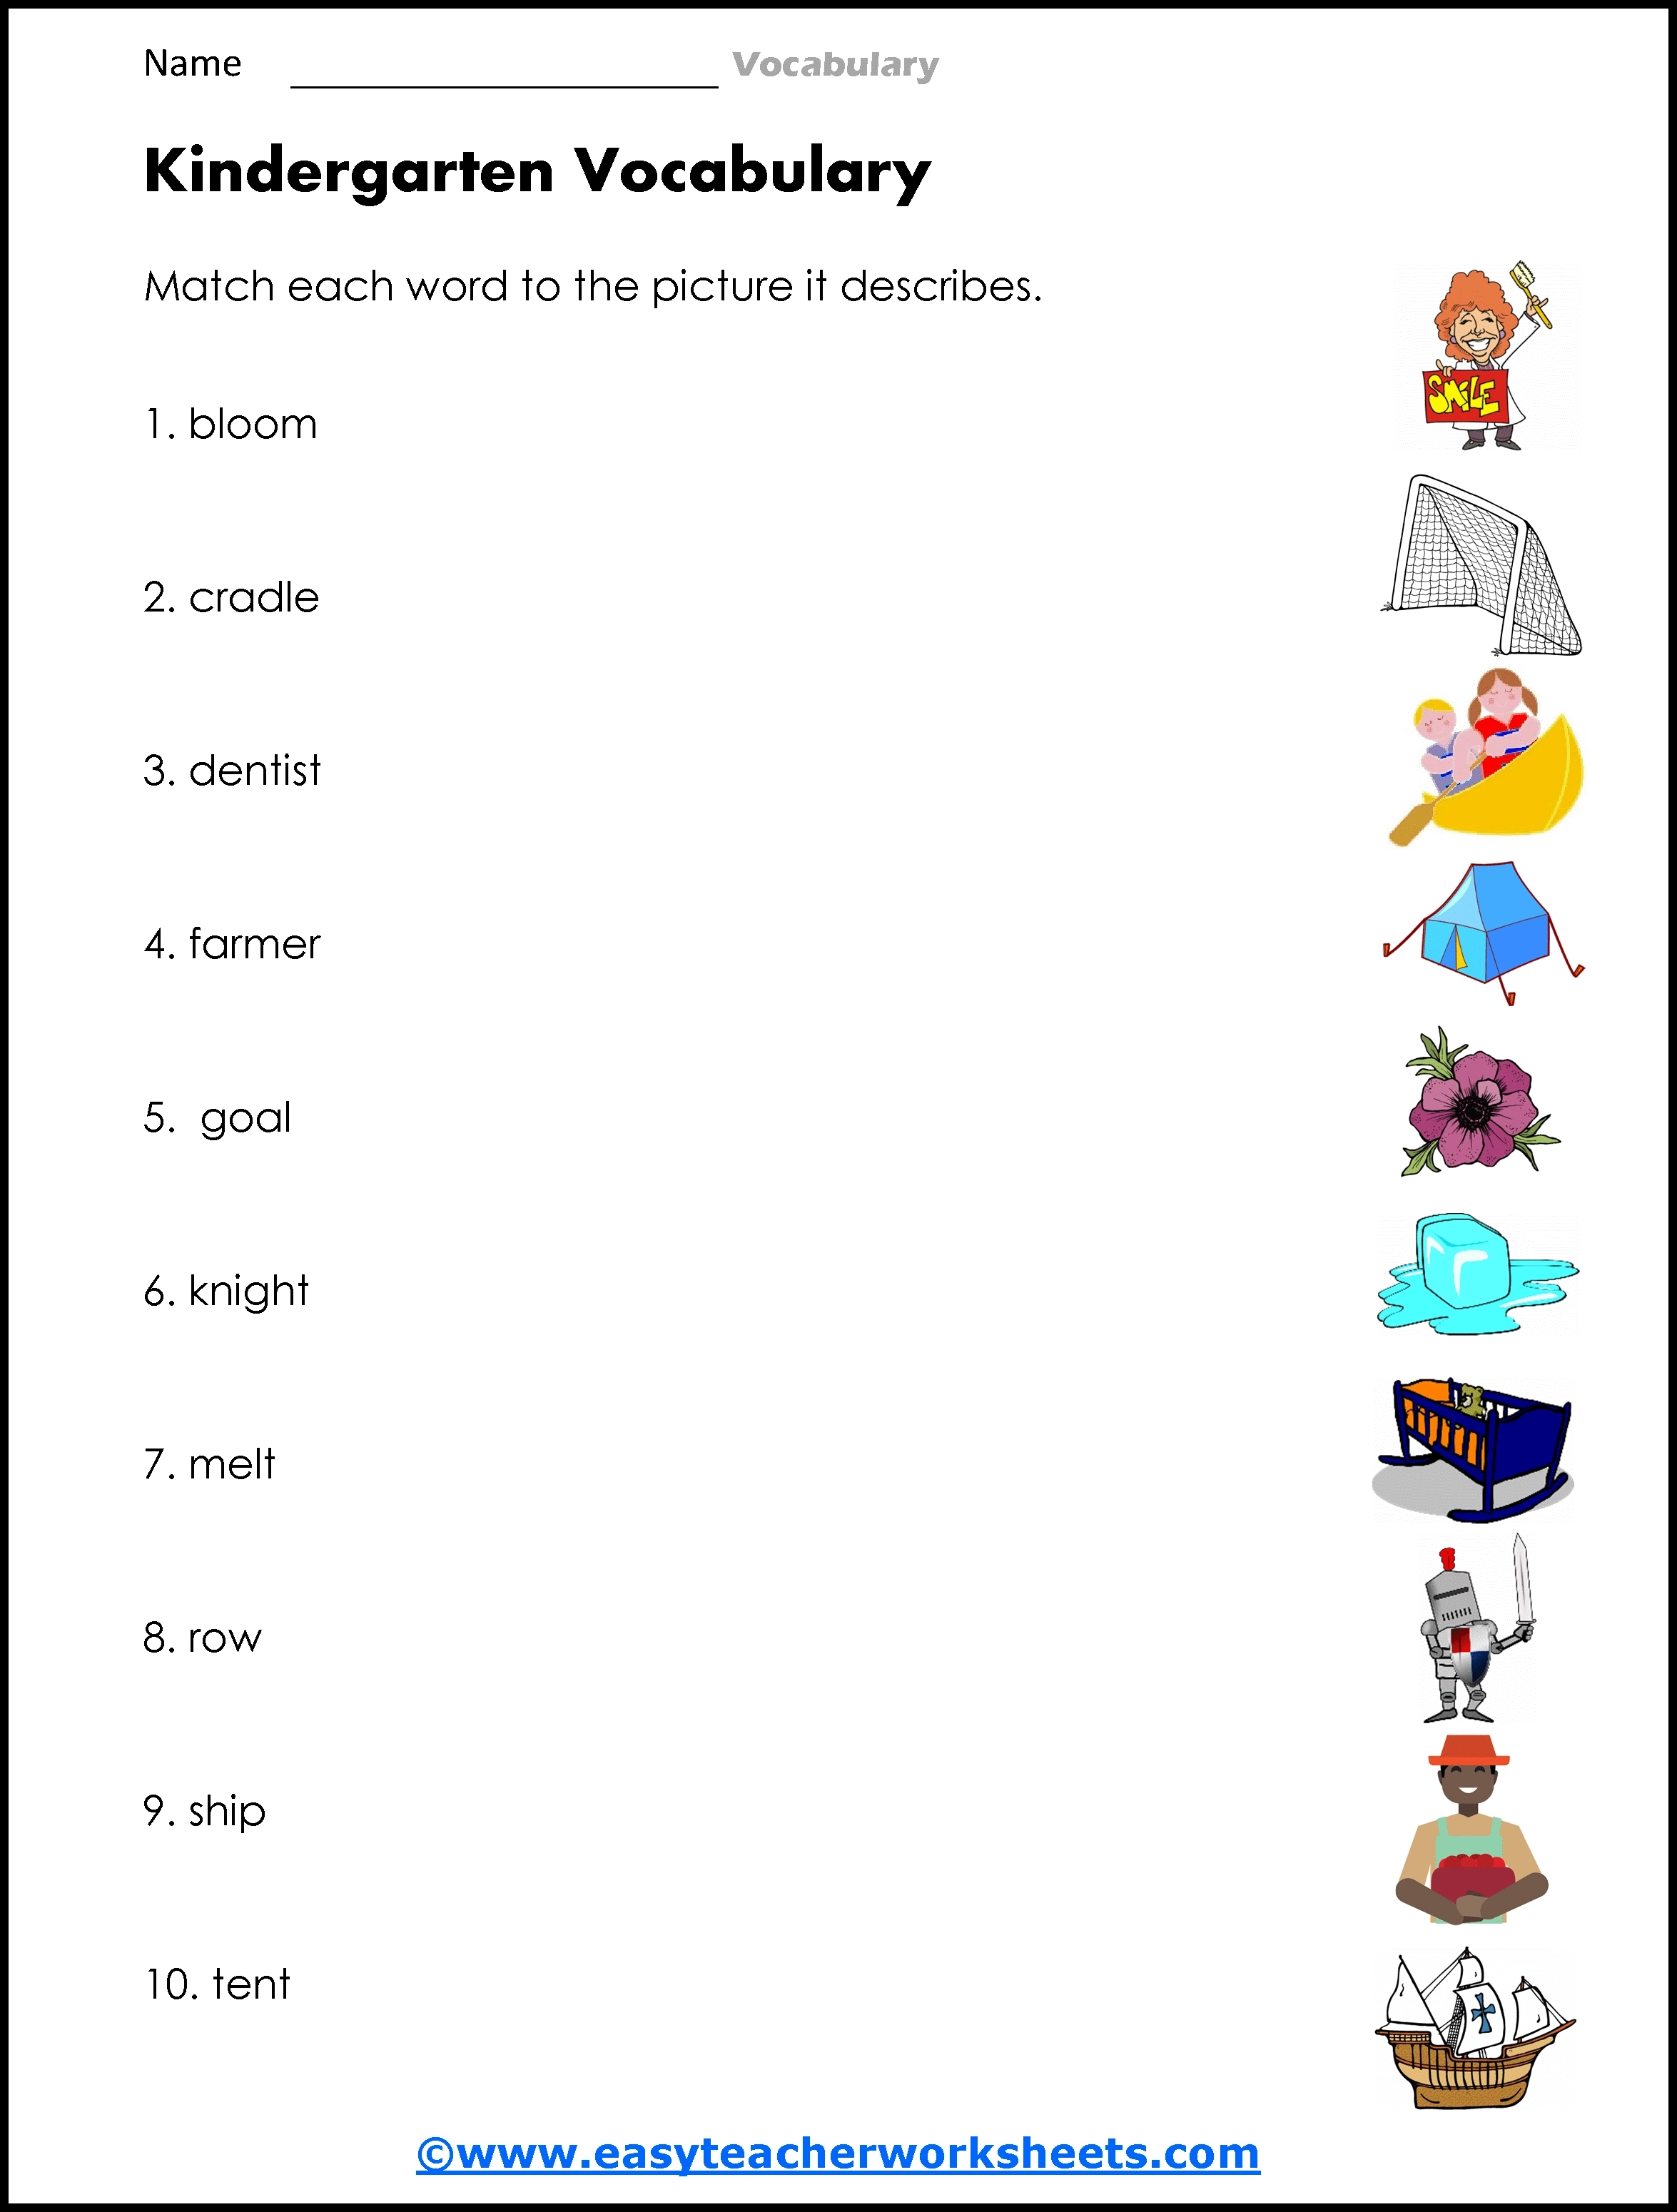 Name ____________________ Vocabulary
Kindergarten Vocabulary
Match each word to the picture it describes.
SMiLE
1. bloom
2. cradle
3. dentist
4. farmer
5. goal
6. knight
7. melt
8. row
9. ship
10. tent
©www.easyteacherworksheets.com